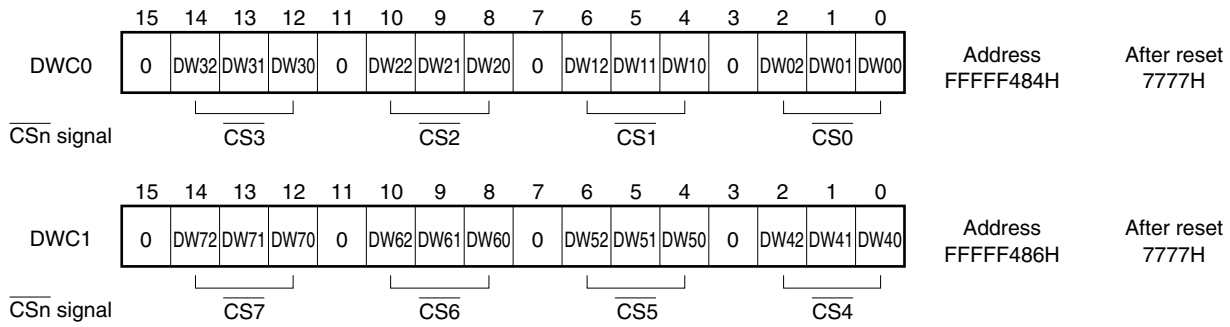 15 14 13 12 11 10 9 8 7 6 5 4 3 2 1 0
DWC0 0 DW32 DW31 DW30 0 DW22 DW21 DW20 0 DW12 DW11 DW10 0 DW02 DW01 DW00 Address After reset
FFFFF484H 7777H
CSn signal CS3 CS2 CS1 CS0
15 14 13 12 11 10 9 8 7 6 5 4 3 2 1 0
DWC1 0 DW72 DW71 DW70 0 DW62 DW61 DW60 0 DW52 DW51 DW50 0 DW42 DW41 DW40 Address After reset
FFFFF486H 7777H
CSn signal CS7 CS6 CS5 CS4